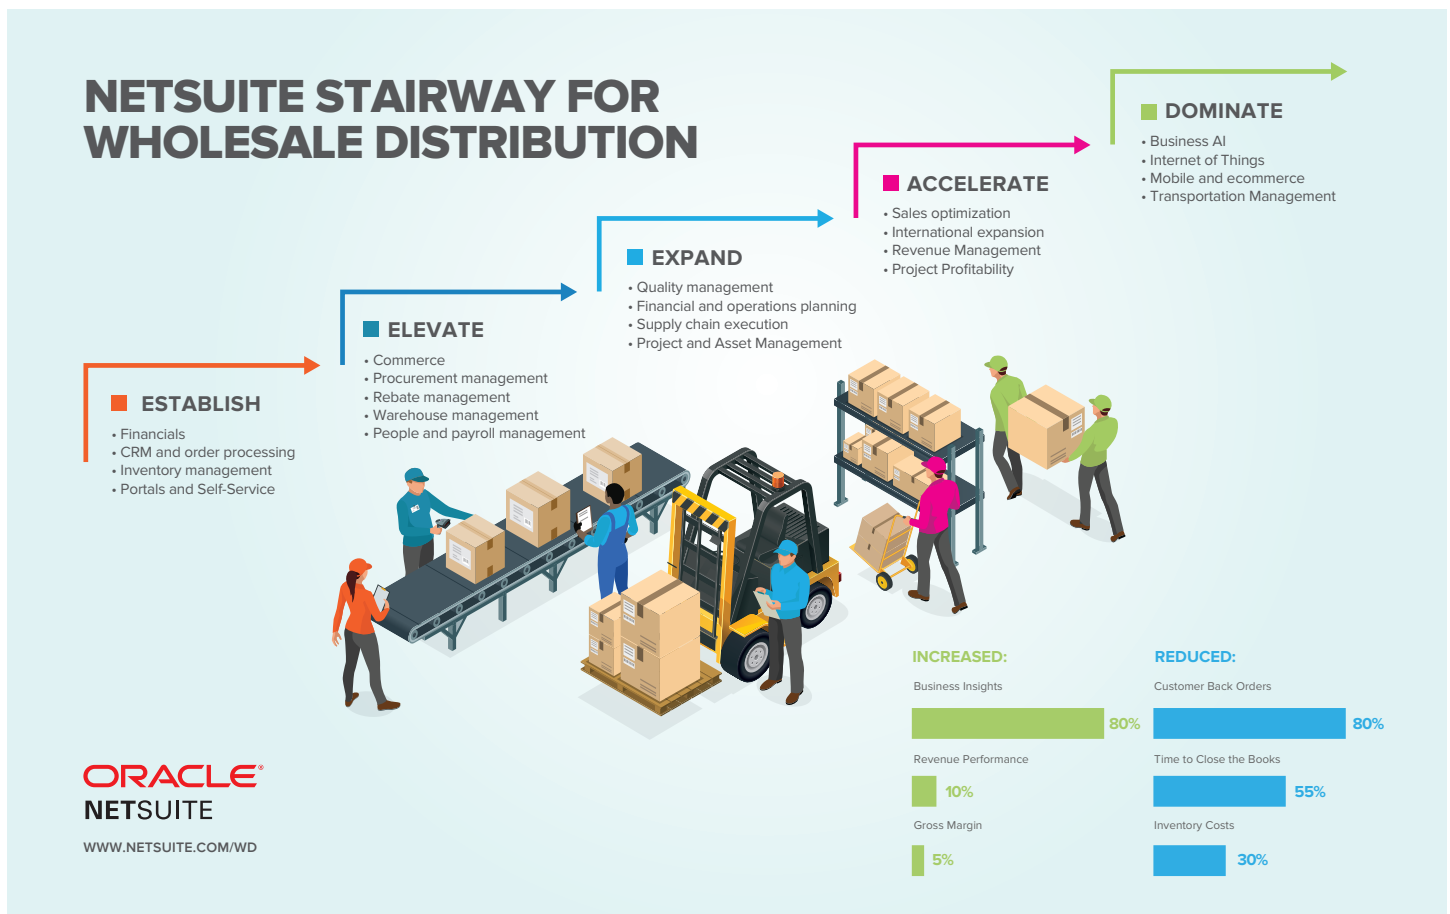 NETSUITE STAIRWAY FOR
WHOLESALE DISTRIBUTION
ESTABLISH
• Financials
• CRM and order processing
• Inventory management
• Portals and Self-Service
ELEVATE
• Commerce
• Procurement management
• Rebate management
• Warehouse management
• People and payroll management
EXPAND
• Quality management
• Financial and operations planning
• Supply chain execution
• Project and Asset Management
ACCELERATE
• Sales optimization
• International expansion
• Revenue Management
• Project Profitability
DOMINATE
• Business AI
• Internet of Things
• Mobile and ecommerce
• Transportation Management
INCREASED:
Business Insights
80%
Revenue Performance
10%
Gross Margin
5%
REDUCED:
Customer Back Orders
80%
Time to Close the Books
55%
Inventory Costs
30%
ORACLE®
NETSUITE
WWW.NETSUITE.COM/WD